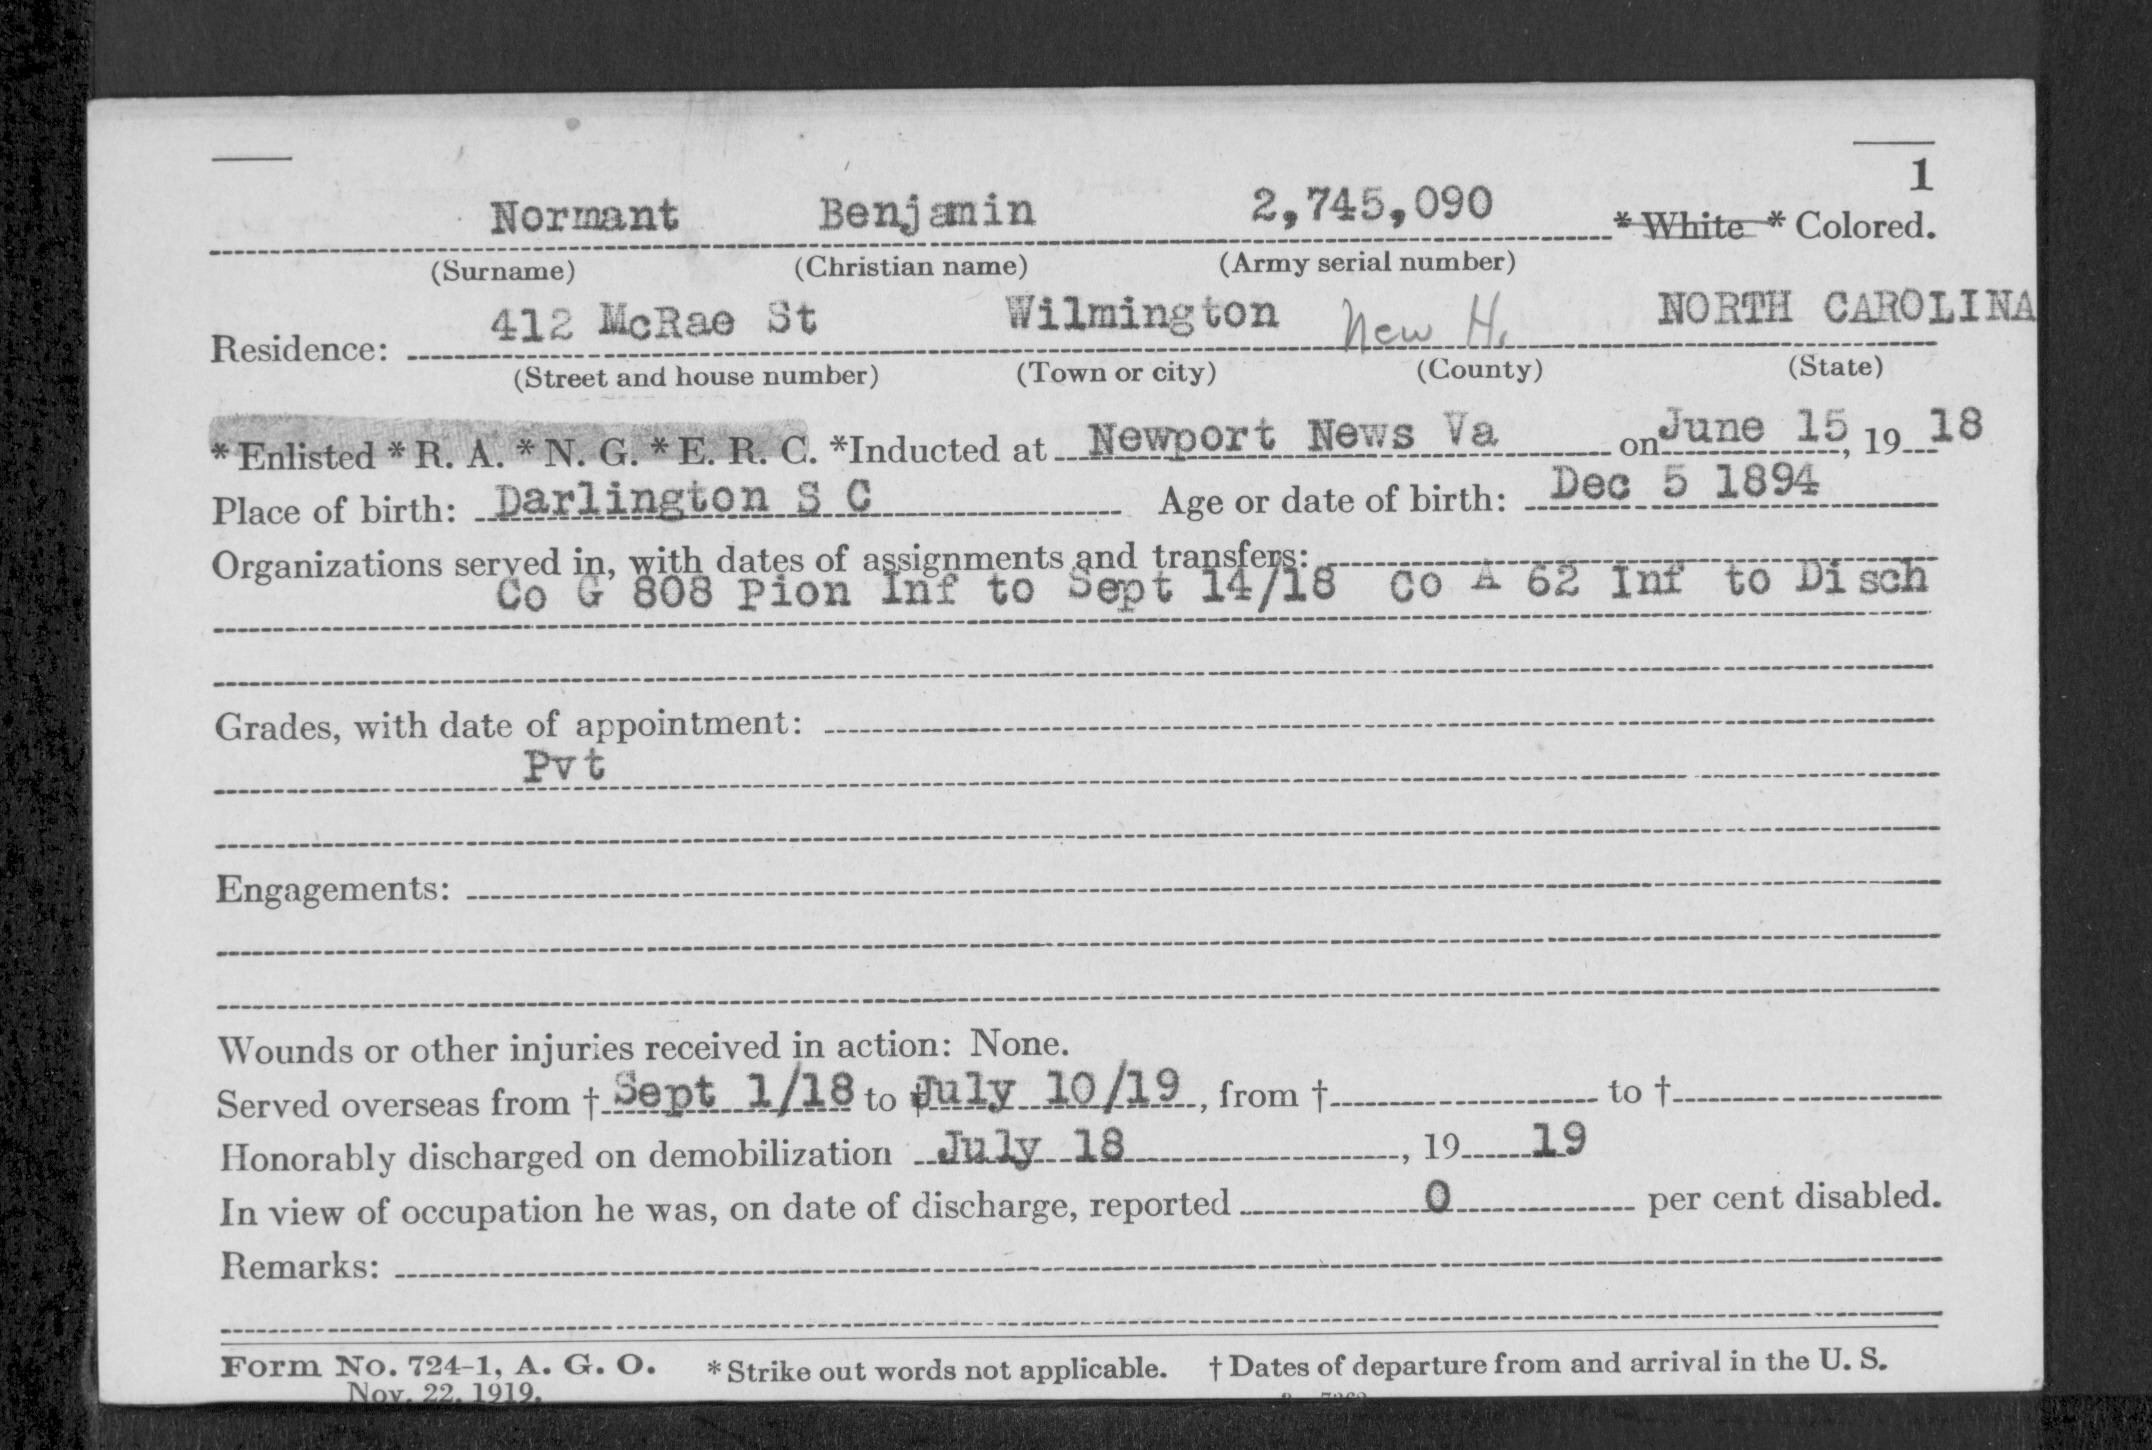 1
Normant Benjamin 2,745,090 * White * Colored.
(Surname) (Christian name) (Army serial number)
412 McRae St Wilmington New H. NORTH CAROLINA
Residence:
(Street and house number) (Town or city) (County) (State)
* Enlisted * R. A. * N. G. * E. R. C. *Inducted at Newport News Va on June 15, 19 18
Place of birth: Darlington S C Age or date of birth: Dec 5 1894
Organizations served in, with dates of assignments and transfers:
Co G 808 Pion Inf to Sept 14/18 Co A 62 Inf to Disch
Grades, with date of appointment:
Pvt
Engagements:
Wounds or other injuries received in action: None.
Served overseas from † Sept 1/18 to †July 10/19, from † to †
Honorably discharged on demobilization July 18, 19 19
In view of occupation he was, on date of discharge, reported 0 per cent disabled.
Remarks:
Form No. 724-1, A. G. O. * Strike out words not applicable. † Dates of departure from and arrival in the U. S.
Nov. 22, 1919.